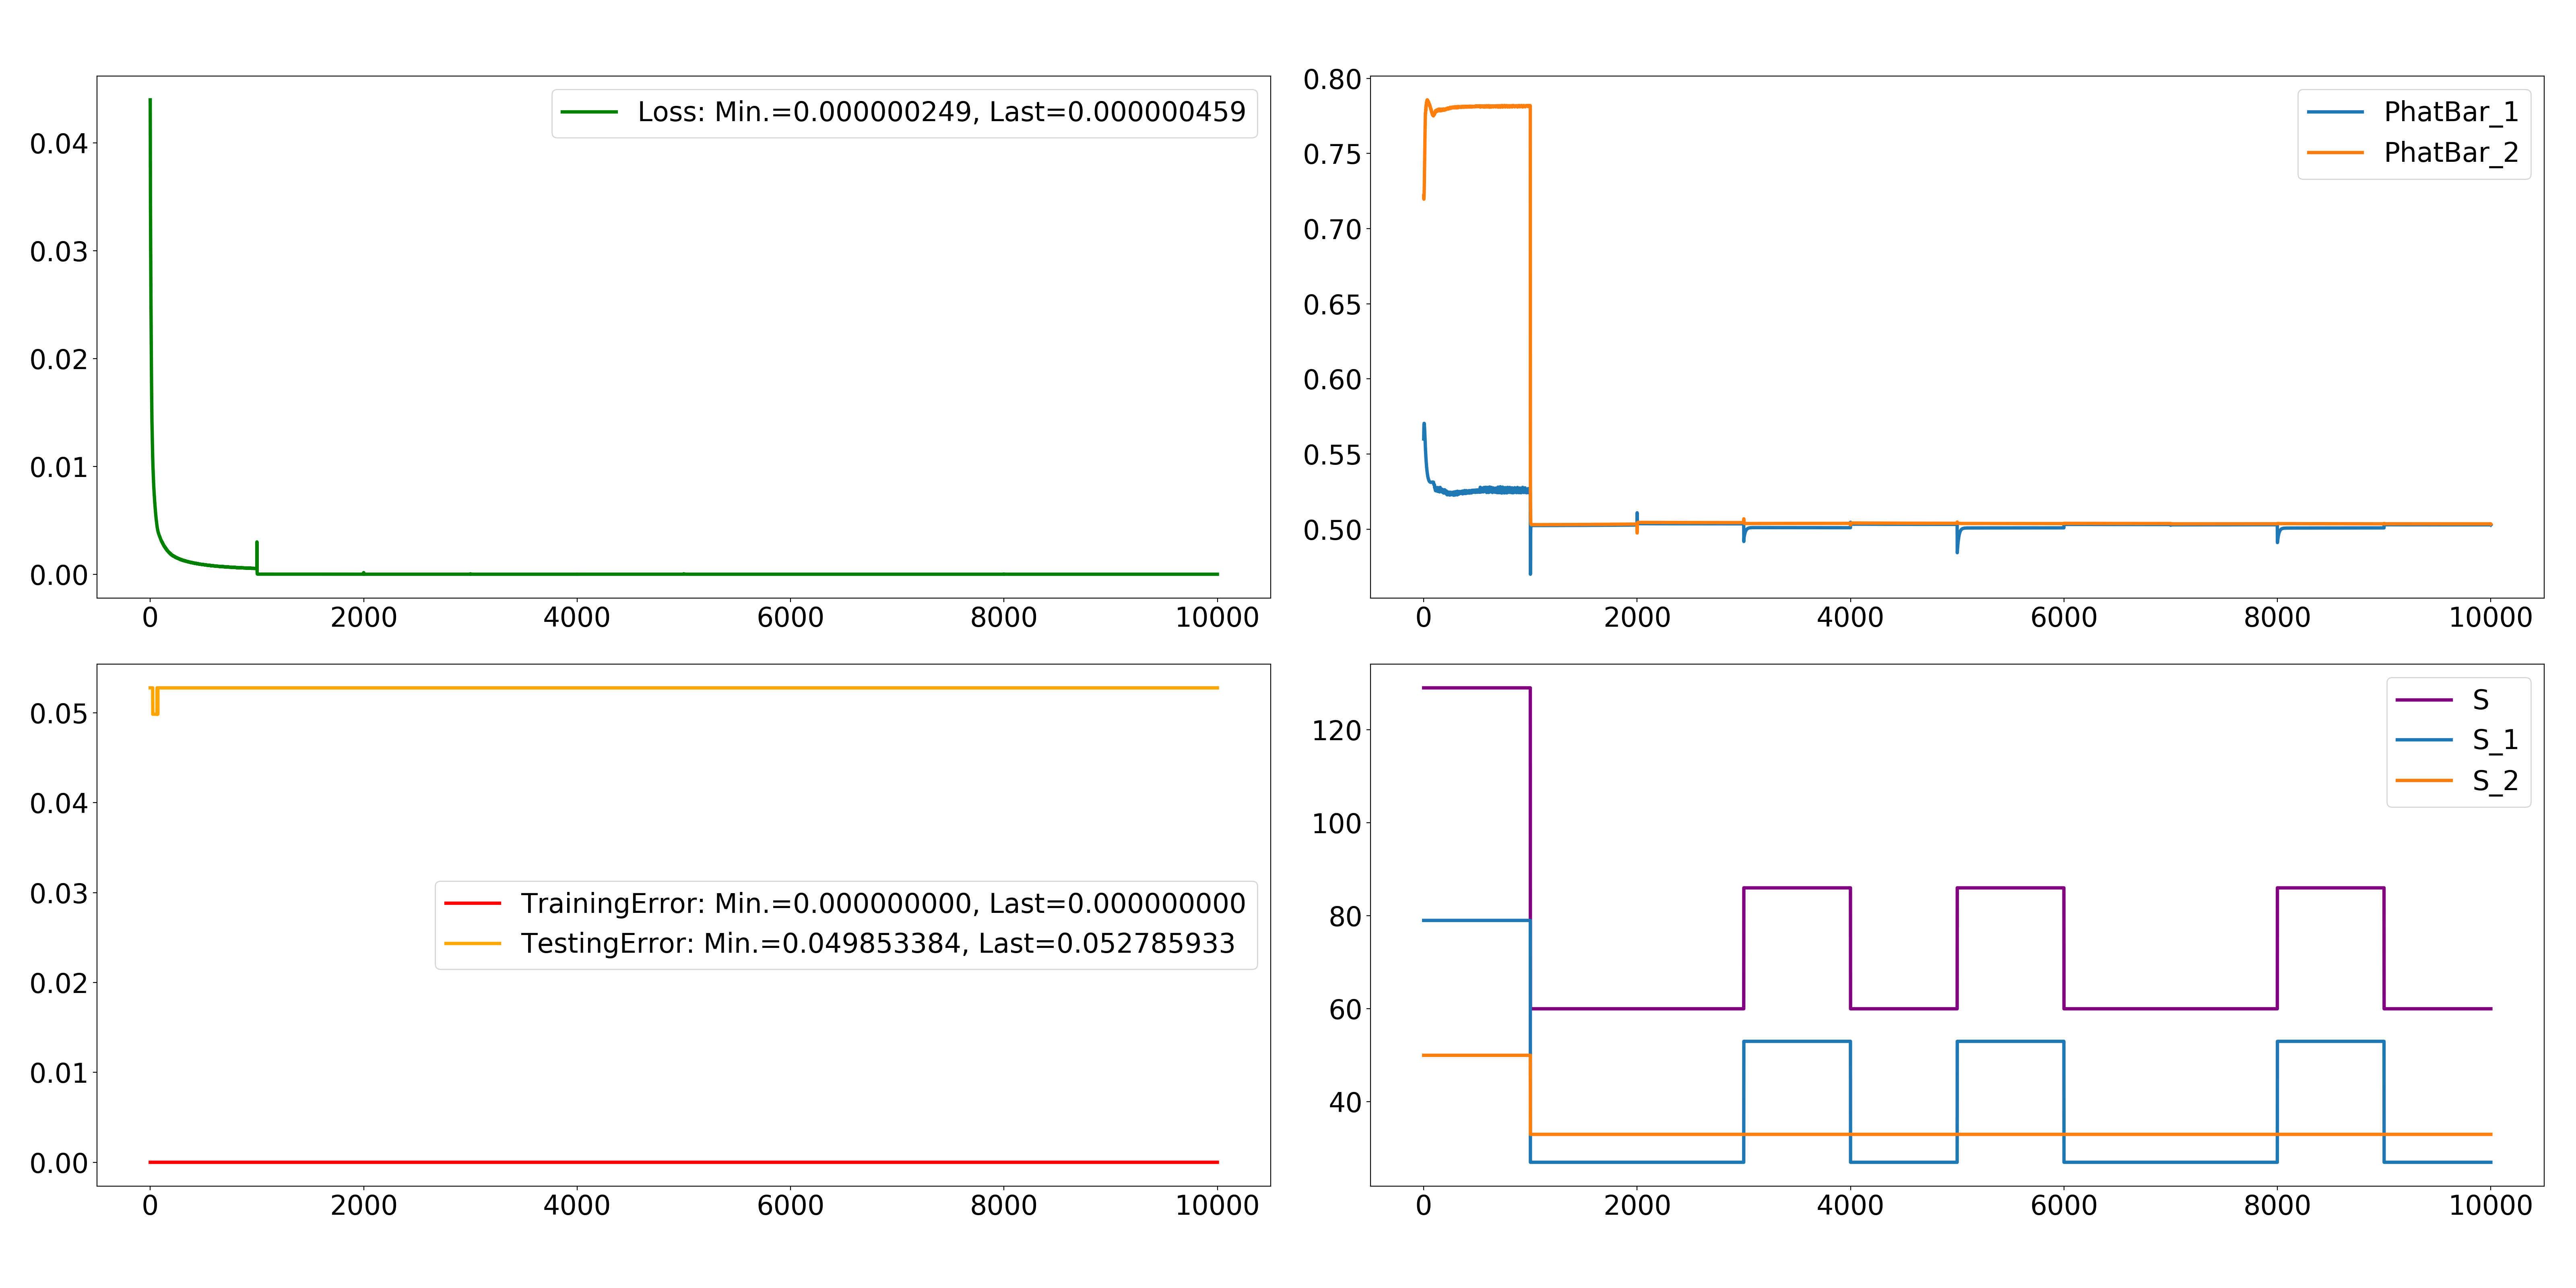 Loss: Min.=0.000000249, Last=0.000000459
0.04
0.03
0.02
0.01
0.00
0 2000 4000 6000 8000 10000
PhatBar_1
PhatBar_2
0.80
0.75
0.70
0.65
0.60
0.55
0.50
0 2000 4000 6000 8000 10000
TrainingError: Min.=0.000000000, Last=0.000000000
TestingError: Min.=0.049853384, Last=0.052785933
0.05
0.04
0.03
0.02
0.01
0.00
0 2000 4000 6000 8000 10000
S
S_1
S_2
120
100
80
60
40
0 2000 4000 6000 8000 10000